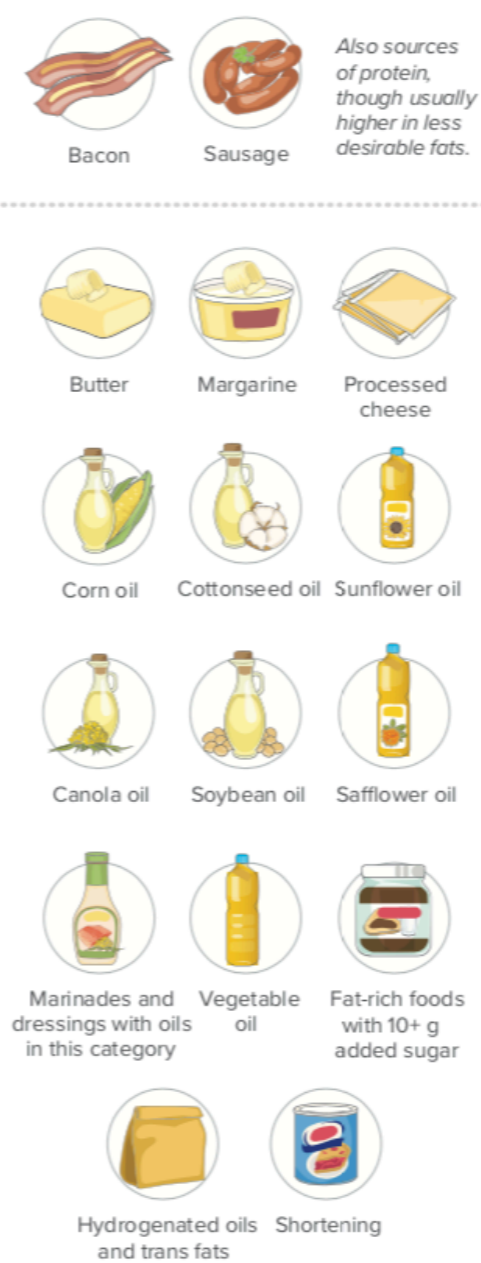 Also sources
of protein,
though usually
higher in less
desirable fats.
Bacon
Sausage
Butter
Margarine
Processed
cheese
Corn oil
Cottonseed oil
Sunflower oil
Canola oil
Soybean oil
Safflower oil
Marinades and
dressings with oils
in this category
Vegetable
oil
Fat-rich foods
with 10+ g
added sugar
Hydrogenated oils
and trans fats
Shortening